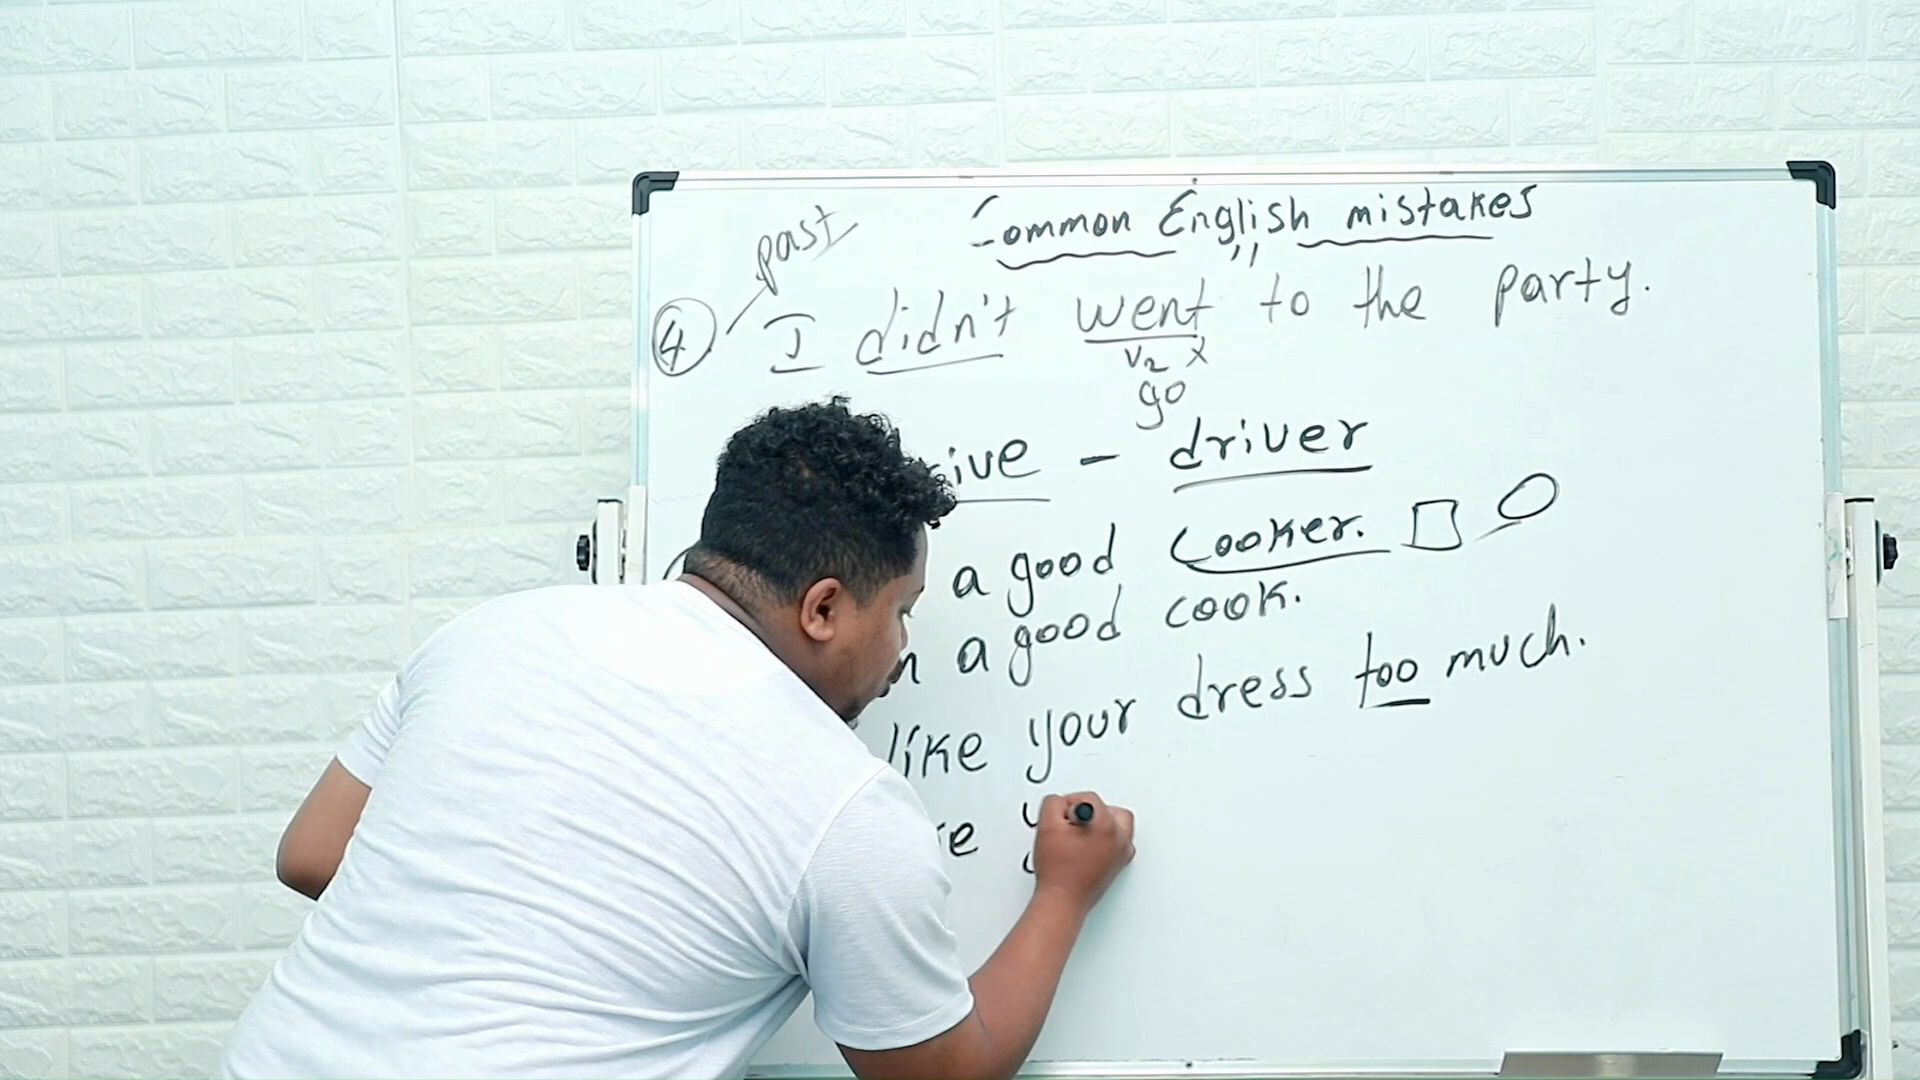 Common English mistakes
past
4. I didn't went to the party.
V2 x
go
ive - driver
a good cooker.
a good cook.
like your dress too much.